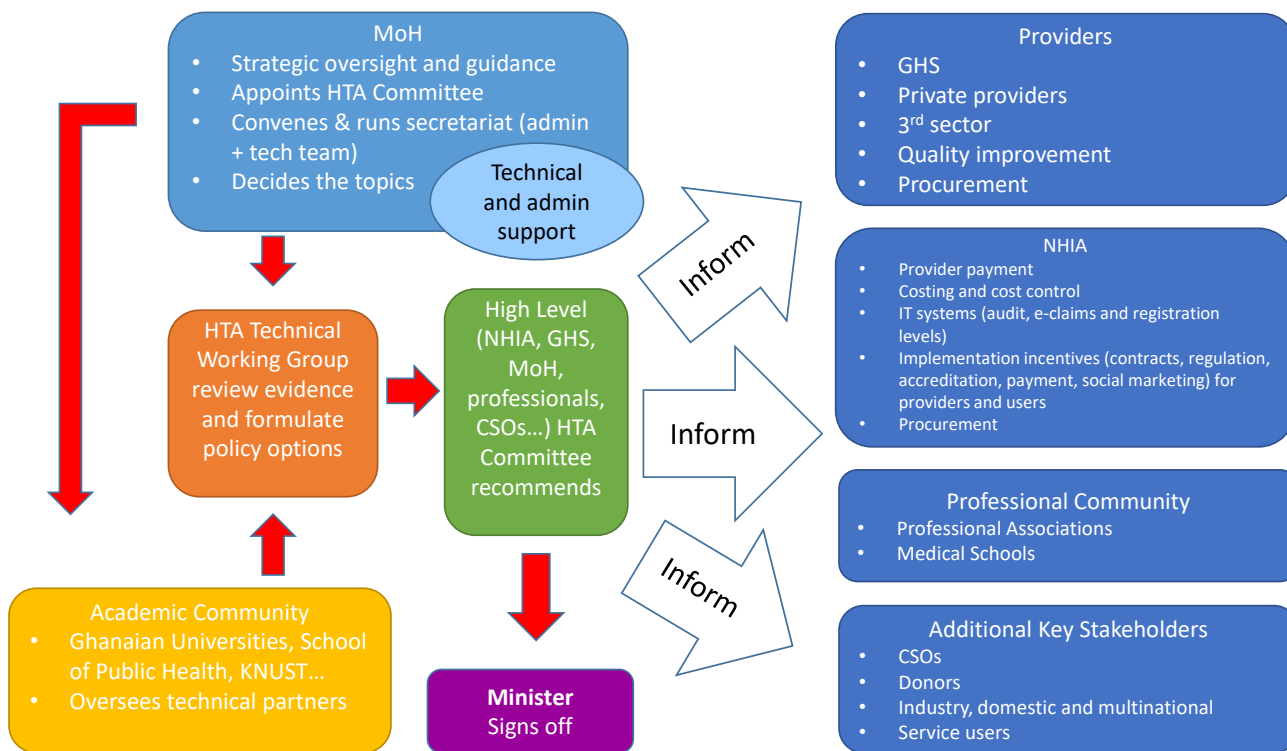 MoH
• Strategic oversight and guidance
• Appoints HTA Committee
• Convenes & runs secretariat (admin
+ tech team)
• Decides the topics
Technical
and admin
support
HTA Technical
Working Group
review evidence
and formulate
policy options
High Level
(NHIA, GHS,
MoH,
professionals,
CSOs...) HTA
Committee
recommends
Academic Community
• Ghanaian Universities, School
of Public Health, KNUST...
• Oversees technical partners
Minister
Signs off
Inform
Inform
Inform
Providers
• GHS
• Private providers
• 3rd sector
• Quality improvement
• Procurement
NHIA
• Provider payment
• Costing and cost control
• IT systems (audit, e-claims and registration
levels)
• Implementation incentives (contracts, regulation,
accreditation, payment, social marketing) for
providers and users
• Procurement
Professional Community
• Professional Associations
• Medical Schools
Additional Key Stakeholders
• CSOs
• Donors
• Industry, domestic and multinational
• Service users